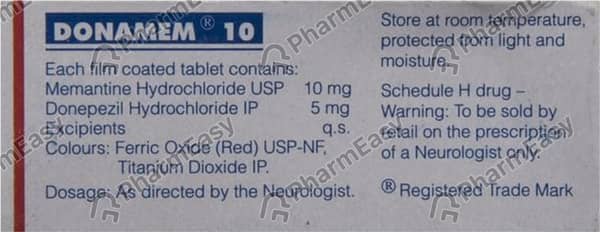 DONAMEM ® 10
Each film coated tablet contains:
Memantine Hydrochloride USP 10 mg
Donepezil Hydrochloride IP 5 mg
Excipients q.s.
Colours: Ferric Oxide (Red) USP-NF,
Titanium Dioxide IP.
Dosage: As directed by the Neurologist.
Store at room temperature,
protected from light and
moisture.
Schedule H drug –
Warning: To be sold by
retail on the prescription
of a Neurologist only.
® Registered Trade Mark
PharmEasy